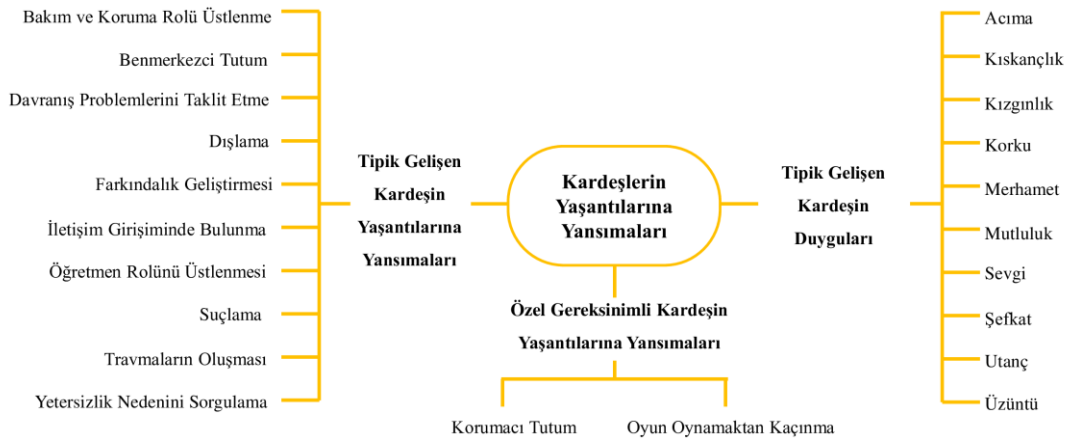 Bakım ve Koruma Rolü Üstlenme
Benmerkezci Tutum
Davranış Problemlerini Taklit Etme
Dışlama
Farkındalık Geliştirmesi
İletişim Girişiminde Bulunma
Öğretmen Rolünü Üstlenmesi
Suçlama
Travmaların Oluşması
Yetersizlik Nedenini Sorgulama
Tipik Gelişen
Kardeşin
Yaşantılarına
Yansımaları
Kardeşlerin
Yaşantılarına
Yansımaları
Özel Gereksinimli Kardeşin
Yaşantılarına Yansımaları
Korumacı Tutum
Oyun Oynamaktan Kaçınma
Tipik Gelişen
Kardeşin
Duyguları
Acıma
Kıskançlık
Kızgınlık
Korku
Merhamet
Mutluluk
Sevgi
Şefkat
Utanç
Üzüntü